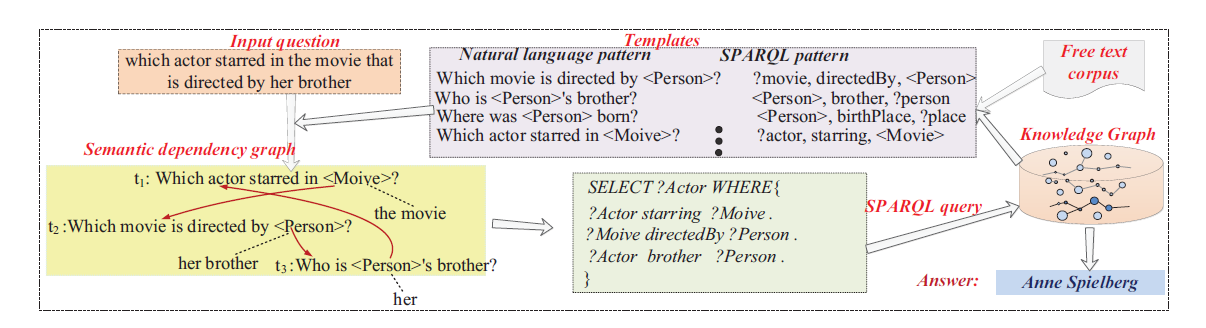 Input question
which actor starred in the movie that
is directed by her brother
Templates
Natural language pattern SPARQL pattern
Which movie is directed by <Person>? ?movie, directedBy, <Person>
Who is <Person>'s brother? <Person>, brother, ?person
Where was <Person> born? <Person>, birthPlace, ?place
Which actor starred in <Moive>? ?actor, starring, <Movie>
Free text
corpus
Knowledge Graph
Semantic dependency graph
t1: Which actor starred in <Moive>?
the movie
t2:Which movie is directed by <Person>?
her brother
t3:Who is <Person>'s brother?
her
SELECT ?Actor WHERE{
?Actor starring ?Moive .
?Moive directedBy ?Person .
?Actor brother ?Person .
}
SPARQL query
Answer:
Anne Spielberg